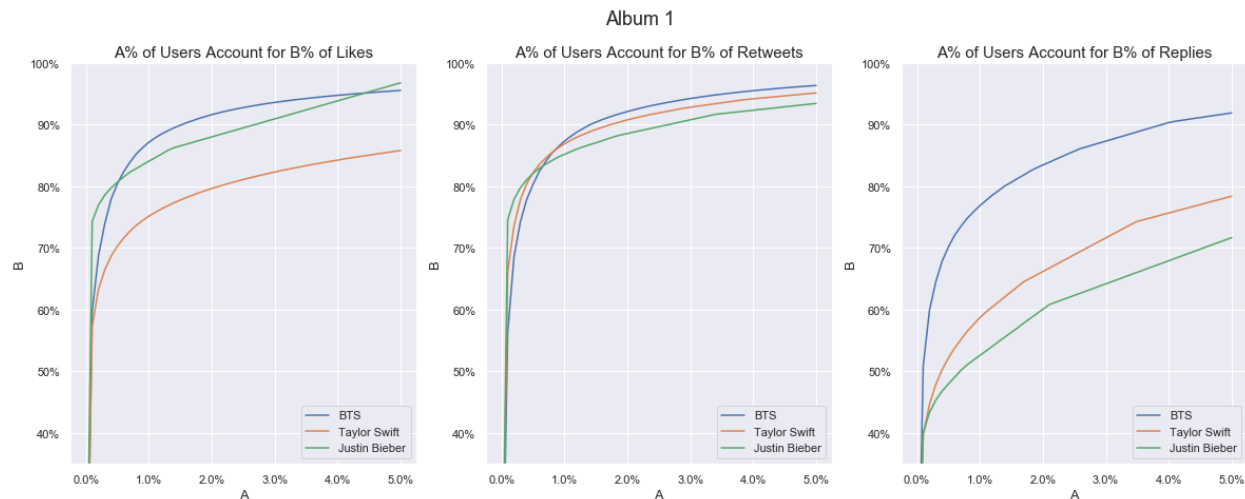 Album 1
A% of Users Account for B% of Likes
100%
90%
80%
70%
60%
50%
40%
B
0.0% 1.0% 2.0% 3.0% 4.0% 5.0%
A
BTS
Taylor Swift
Justin Bieber
A% of Users Account for B% of Retweets
100%
90%
80%
70%
60%
50%
40%
B
0.0% 1.0% 2.0% 3.0% 4.0% 5.0%
A
BTS
Taylor Swift
Justin Bieber
A% of Users Account for B% of Replies
100%
90%
80%
70%
60%
50%
40%
B
0.0% 1.0% 2.0% 3.0% 4.0% 5.0%
A
BTS
Taylor Swift
Justin Bieber